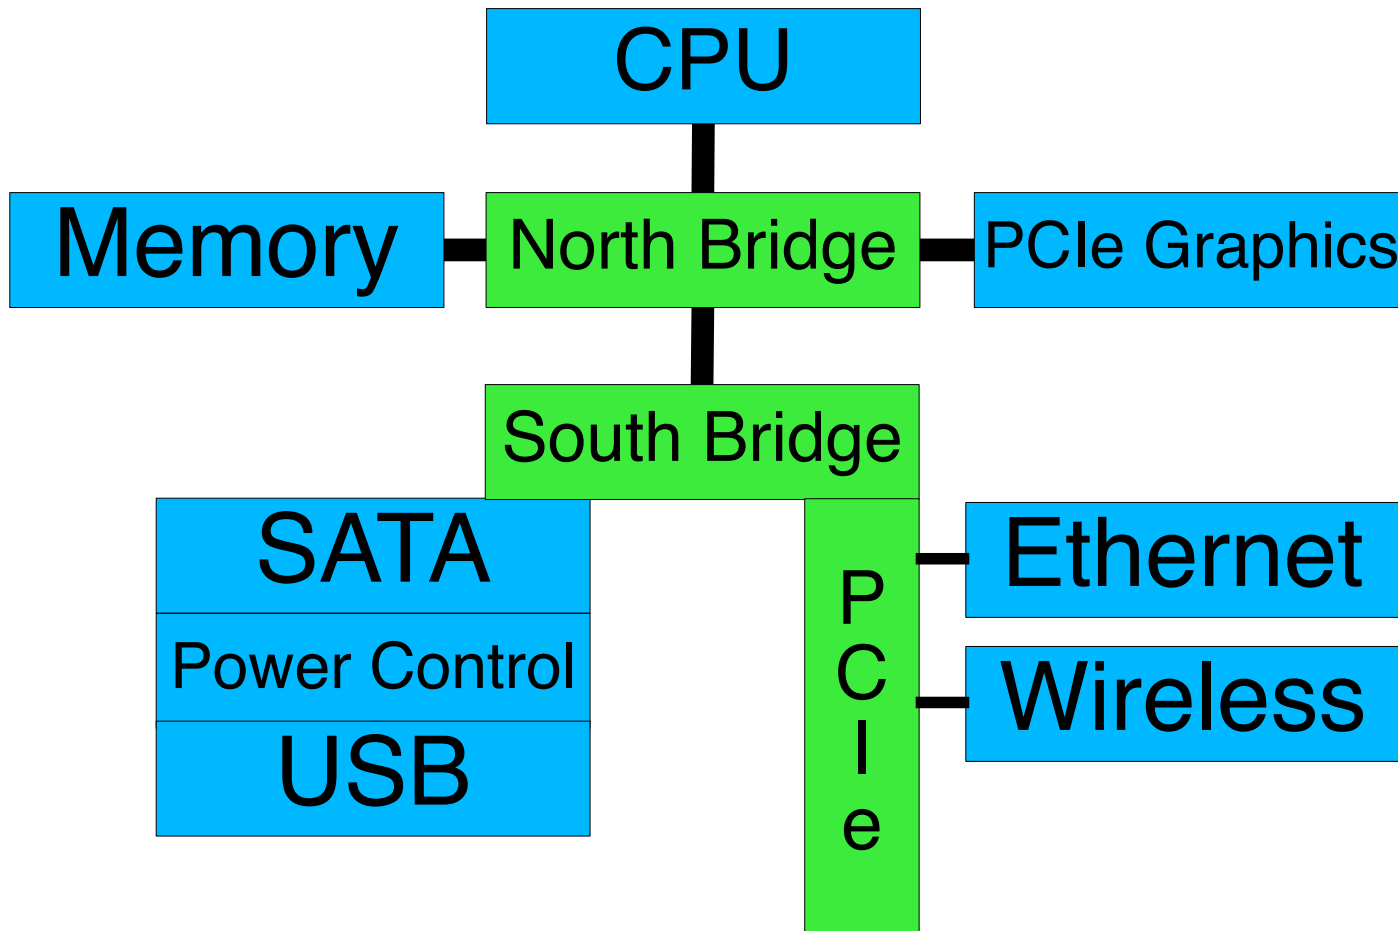 CPU
Memory
North Bridge
PCIe Graphics
South Bridge
SATA
Power Control
USB
P
C
I
e
Ethernet
Wireless